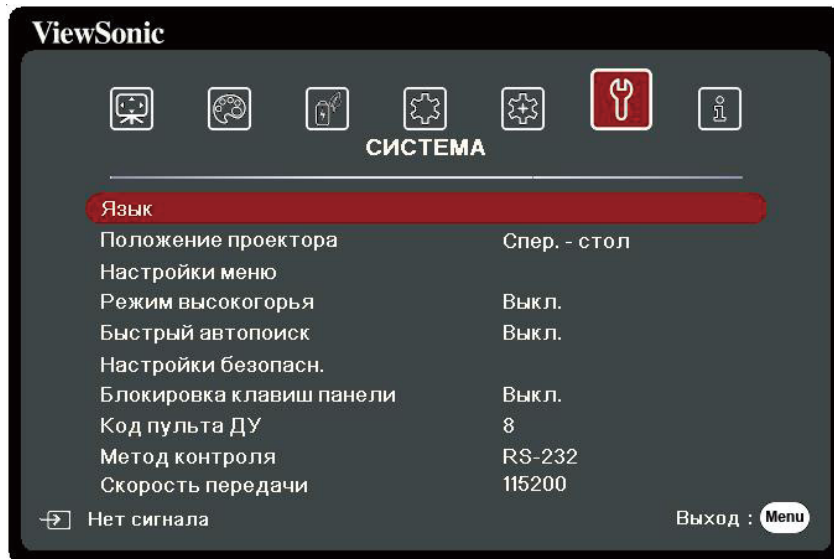 ViewSonic
СИСТЕМА
Язык
Положение проектора Спер. - стол
Настройки меню
Режим высокогорья Выкл.
Быстрый автопоиск Выкл.
Настройки безопасн.
Блокировка клавиш панели Выкл.
Код пульта ДУ 8
Метод контроля RS-232
Скорость передачи 115200
Нет сигнала Выход : Menu